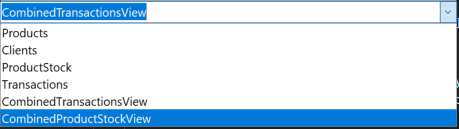 CombinedTransactionsView
Products
Clients
ProductStock
Transactions
CombinedTransactionsView
CombinedProductStockView